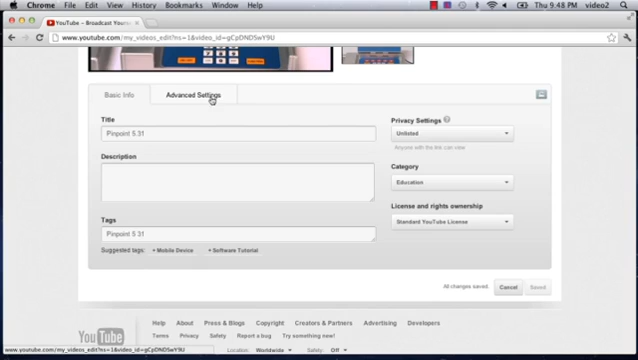 Chrome File Edit View History Bookmarks Window Help Thu 9:48 PM video2
YouTube – Broadcast Yourse
www.youtube.com/my_videos_edit?ns=1&video_id=gCpDND5wY9U
Basic Info Advanced Settings
Title
Pinpoint 5 31
Privacy Settings ?
Unlisted
Anyone with the link can view
Description
Category
Education
License and rights ownership
Standard YouTube License
Tags
Pinpoint 5 31
Suggested tags: + Mobile Device + Software Tutorial
All changes saved. Cancel Saved
YouTube
Help About Press & Blogs Copyright Creators & Partners Advertising Developers
Terms Privacy Safety Report a bug Try something new!
www.youtube.com/my_videos_edit?ns=1&video_id=gCpDND5wY9U
Location: Worldwide Safety: Off